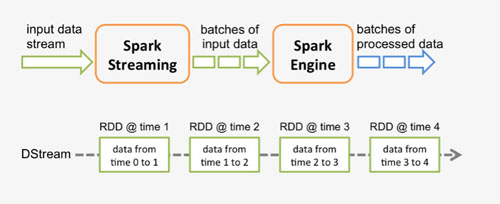 input data
stream
Spark
Streaming
batches of
input data
Spark
Engine
batches of
processed data
RDD @ time 1
RDD @ time 2
RDD @ time 3
RDD @ time 4
DStream
data from
time 0 to 1
data from
time 1 to 2
data from
time 2 to 3
data from
time 3 to 4